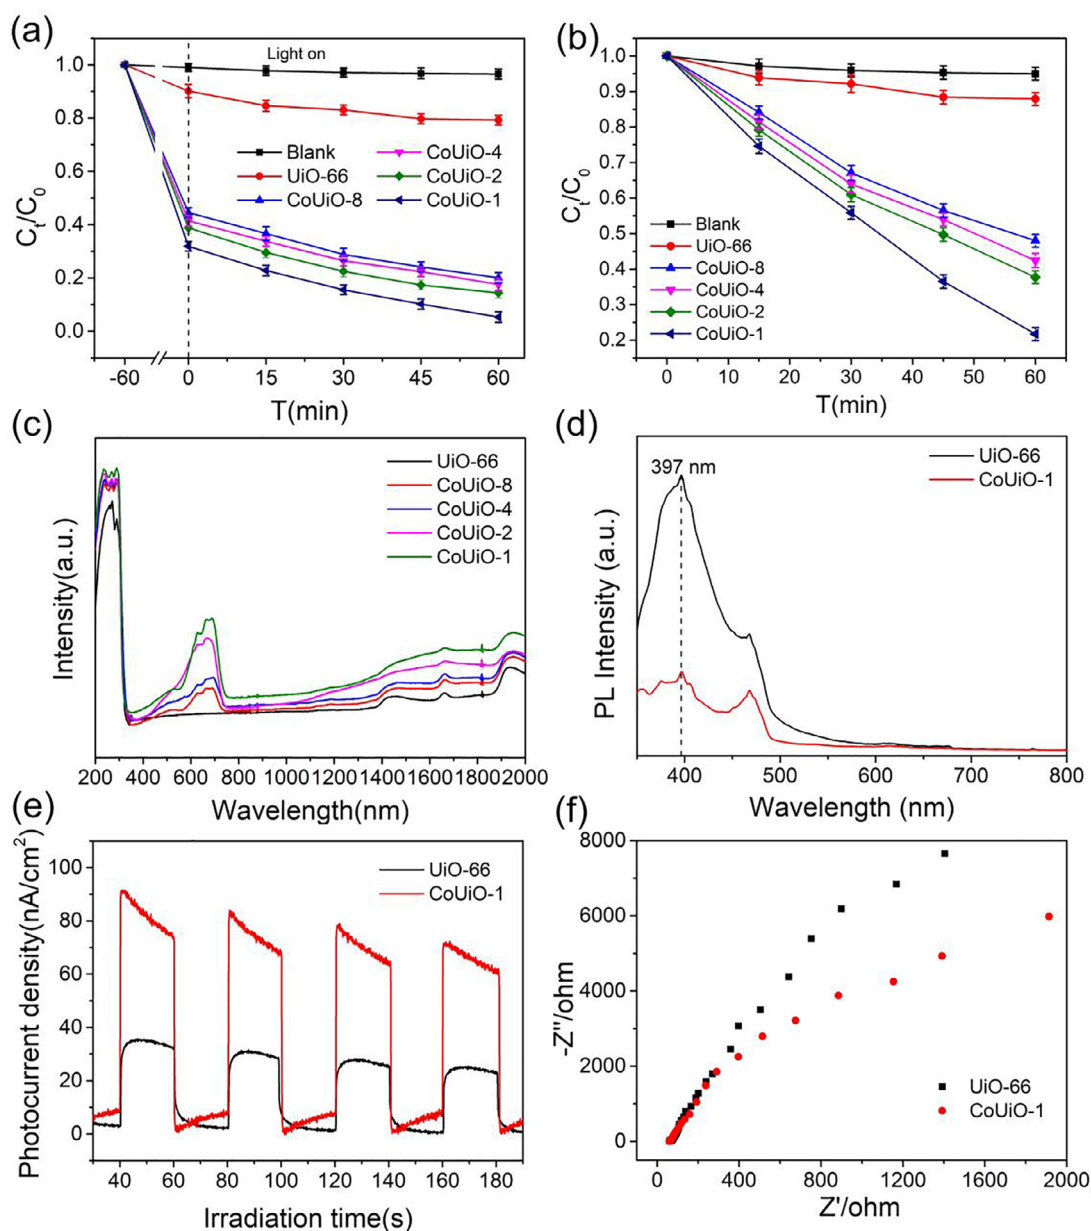 (a)
Light on
1.0
0.8
0.6
0.4
0.2
0.0
Ct/C0
Blank
UiO-66
CoUiO-8
CoUiO-4
CoUiO-2
CoUiO-1
-60 0 15 30 45 60
T(min)
(b)
1.0
0.9
0.8
0.7
0.6
0.5
0.4
0.3
0.2
Ct/C0
Blank
UiO-66
CoUiO-8
CoUiO-4
CoUiO-2
CoUiO-1
0 10 20 30 40 50 60
T(min)
(c)
Intensity(a.u.)
UiO-66
CoUiO-8
CoUiO-4
CoUiO-2
CoUiO-1
200 400 600 800 1000 1200 1400 1600 1800 2000
Wavelength(nm)
(d)
397 nm
PL Intensity (a.u.)
UiO-66
CoUiO-1
400 500 600 700 800
Wavelength (nm)
(e)
100
80
60
40
20
0
Photocurrent density(nA/cm2)
UiO-66
CoUiO-1
40 60 80 100 120 140 160 180
Irradiation time(s)
(f)
8000
6000
4000
2000
0
-Z''/ohm
UiO-66
CoUiO-1
0 400 800 1200 1600 2000
Z'/ohm